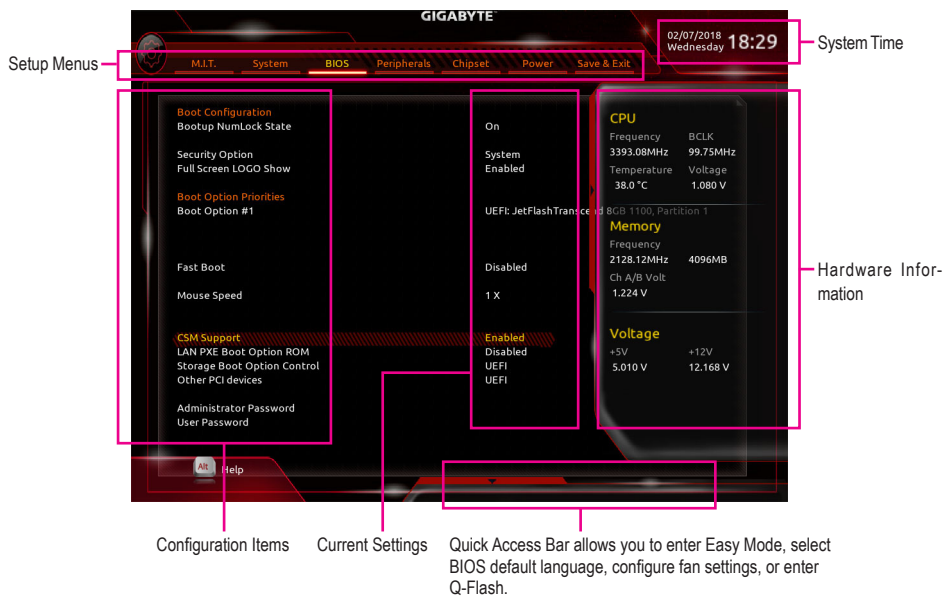 GIGABYTE™
02/07/2018
Wednesday 18:29
System Time
Setup Menus
M.I.T. System BIOS Peripherals Chipset Power Save & Exit
Boot Configuration
Bootup NumLock State On
Security Option System
Full Screen LOGO Show Enabled
Boot Option Priorities
Boot Option #1 UEFI: JetFlashTranscend 8GB 1100, Partition 1
Fast Boot Disabled
Mouse Speed 1 X
CSM Support Enabled
LAN PXE Boot Option ROM Disabled
Storage Boot Option Control UEFI
Other PCI devices UEFI
Administrator Password
User Password
CPU
Frequency BCLK
3393.08MHz 99.75MHz
Temperature Voltage
38.0 °C 1.080 V
Memory
Frequency
2128.12MHz 4096MB
Ch A/B Volt
1.224 V
Voltage
+5V +12V
5.010 V 12.168 V
Hardware Infor-
mation
Alt Help
Configuration Items
Current Settings
Quick Access Bar allows you to enter Easy Mode, select
BIOS default language, configure fan settings, or enter
Q-Flash.